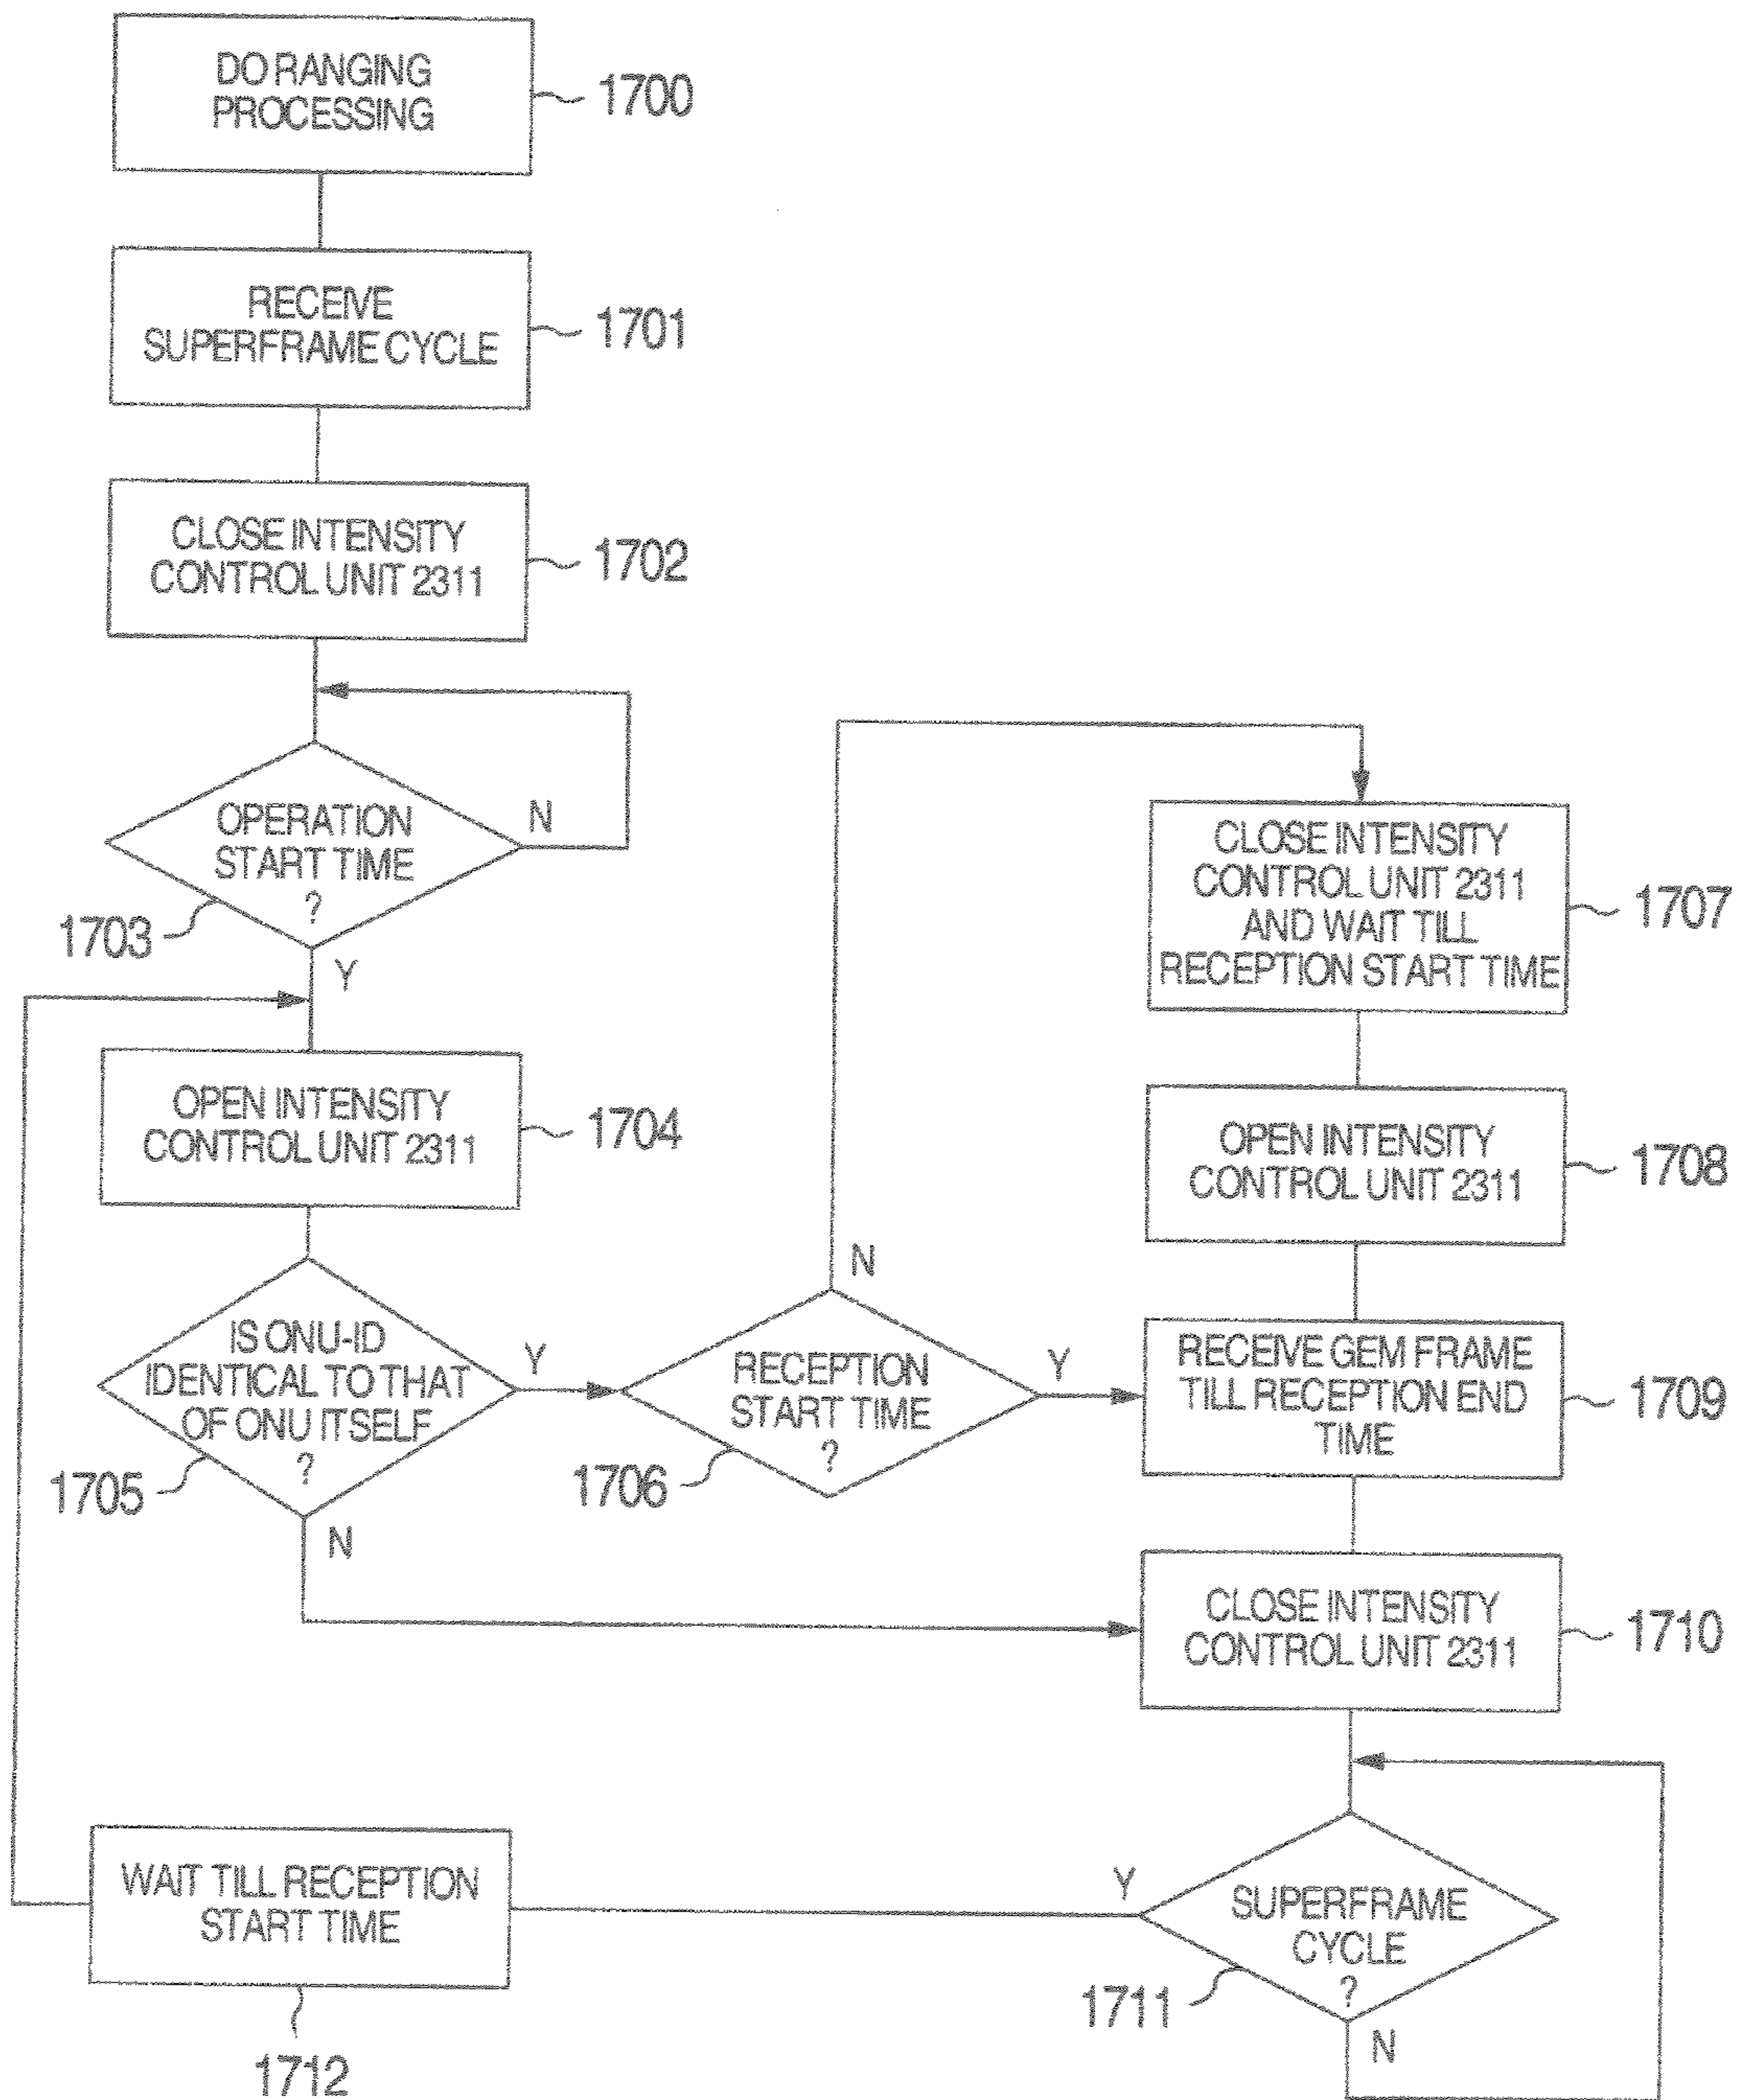 DO RANGING
PROCESSING
1700
RECEIVE
SUPERFRAME CYCLE
1701
CLOSE INTENSITY
CONTROL UNIT 2311
1702
OPERATION
START TIME
?
N
1703
Y
OPEN INTENSITY
CONTROL UNIT 2311
1704
IS ONU-ID
IDENTICAL TO THAT
OF ONU ITSELF
?
Y
1705
N
RECEPTION
START TIME
?
N
Y
1706
CLOSE INTENSITY
CONTROL UNIT 2311
AND WAIT TILL
RECEPTION START TIME
1707
OPEN INTENSITY
CONTROL UNIT 2311
1708
RECEIVE GEM FRAME
TILL RECEPTION END
TIME
1709
CLOSE INTENSITY
CONTROL UNIT 2311
1710
SUPERFRAME
CYCLE
?
Y
1711
N
WAIT TILL RECEPTION
START TIME
1712